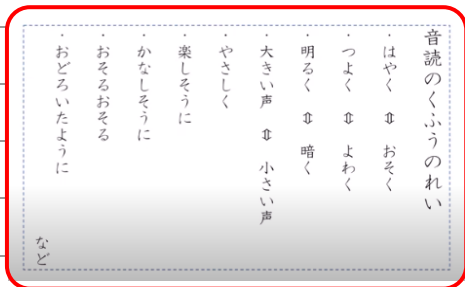 音読のくふうのれい
・はやく ⇕ おそく
・つよく ⇕ よわく
・明るく ⇕ 暗く
・大きい声 ⇕ 小さい声
・やさしく
・楽しそうに
・かなしそうに
・おそるおそる
・おどろいたように
など